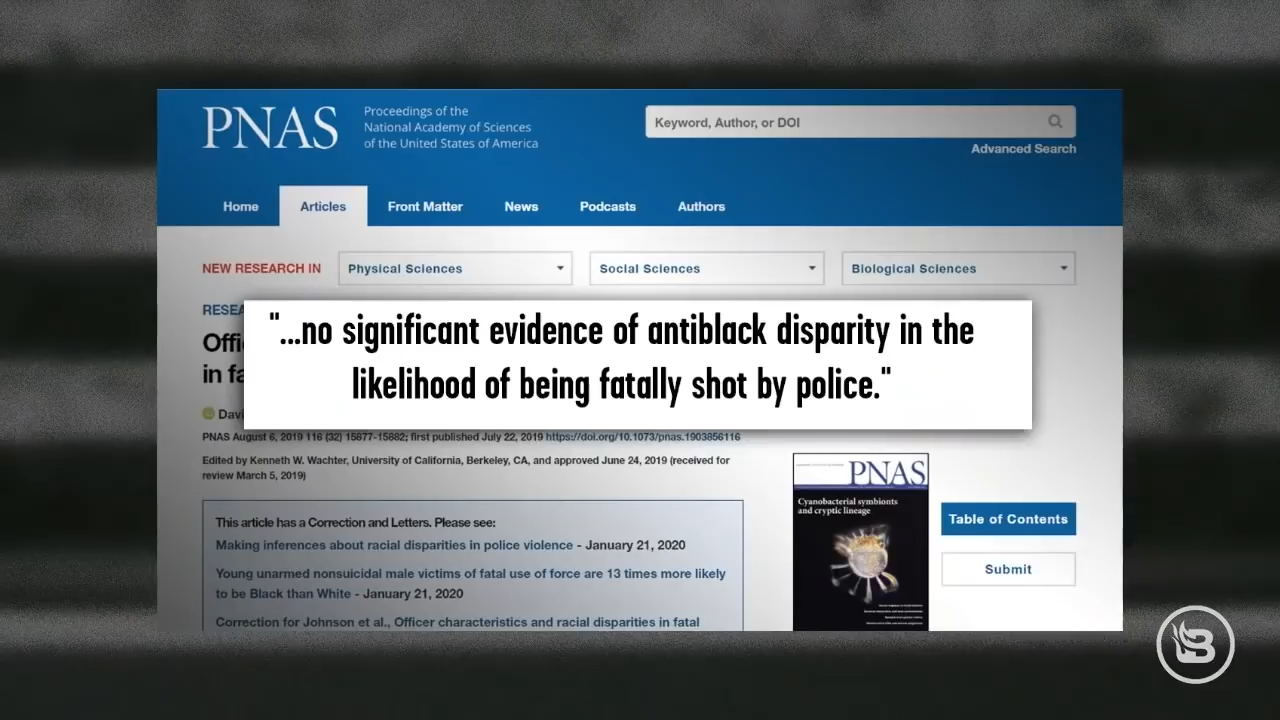 PNAS
Proceedings of the
National Academy of Sciences
of the United States of America
Keyword, Author, or DOI
Advanced Search
Home Articles Front Matter News Podcasts Authors
NEW RESEARCH IN Physical Sciences Social Sciences Biological Sciences
RESEA
Offi
in fa
"...no significant evidence of antiblack disparity in the
likelihood of being fatally shot by police."
Davi
PNAS August 6, 2019 116 (32) 15877-15882; first published July 22, 2019 https://doi.org/10.1073/pnas.1903856116
Edited by Kenneth W. Wachter, University of California, Berkeley, CA, and approved June 24, 2019 (received for
review March 5, 2019)
This article has a Correction and Letters. Please see:
Making inferences about racial disparities in police violence - January 21, 2020
Young unarmed nonsuicidal male victims of fatal use of force are 13 times more likely
to be Black than White - January 21, 2020
Correction for Johnson et al., Officer characteristics and racial disparities in fatal
PNAS
Cyanobacterial symbionts
and cryptic lineage
Table of Contents
Submit
B